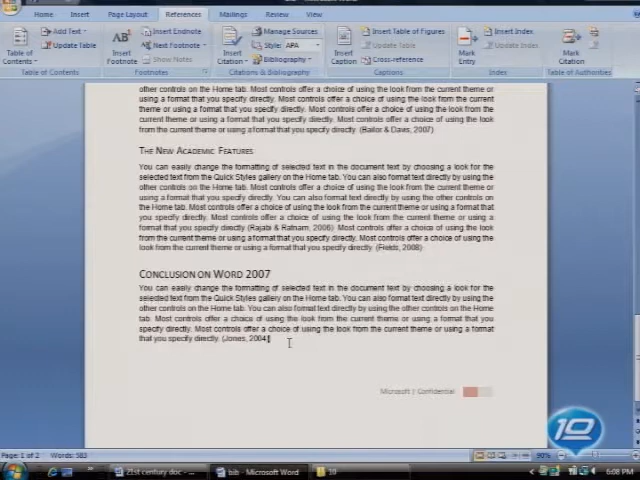 Home Insert Page Layout References Mailings Review View
Add Text
Update Table
Table of Contents
Table of Contents
Insert Footnote
Insert Endnote
Next Footnote
Show Notes
Footnotes
Insert Citation
Manage Sources
Style: APA
Bibliography
Citations & Bibliography
Insert Caption
Insert Table of Figures
Update Table
Cross-reference
Captions
Mark Entry
Insert Index
Update Index
Index
Mark Citation
Table of Authorities
other controls on the Home tab. Most controls offer a choice of using the look from the current theme or
using a format that you specify directly. Most controls offer a choice of using the look from the current
theme or using a format that you specify directly. Most controls offer a choice of using the look from the
current theme or using a format that you specify directly. Most controls offer a choice of using the look
from the current theme or using a format that you specify directly. (Bailor & Davis, 2007)
The New Academic Features
You can easily change the formatting of selected text in the document text by choosing a look for the
selected text from the Quick Styles gallery on the Home tab. You can also format text directly by using the
other controls on the Home tab. Most controls offer a choice of using the look from the current theme or
using a format that you specify directly. You can also format text directly by using the other controls on
the Home tab. Most controls offer a choice of using the look from the current theme or using a format that
you specify directly. Most controls offer a choice of using the look from the current theme or using a
format that you specify directly (Rajabi & Ratnam, 2006) Most controls offer a choice of using the look
from the current theme or using a format that you specify directly. Most controls offer a choice of using the
look from the current theme or using a format that you specify directly. (Fields, 2008)
Conclusion on Word 2007
You can easily change the formatting of selected text in the document text by choosing a look for the
selected text from the Quick Styles gallery on the Home tab. You can also format text directly by using the
other controls on the Home tab. You can also format text directly by using the other controls on the Home
tab. Most controls offer a choice of using the look from the current theme or using a format that you
specify directly. Most controls offer a choice of using the look from the current theme or using a format
that you specify directly. (Jones, 2004)
Microsoft | Confidential
10
Page: 1 of 2 Words: 583
90%
21st century doc - ...
bib - Microsoft Word
10
6:08 PM